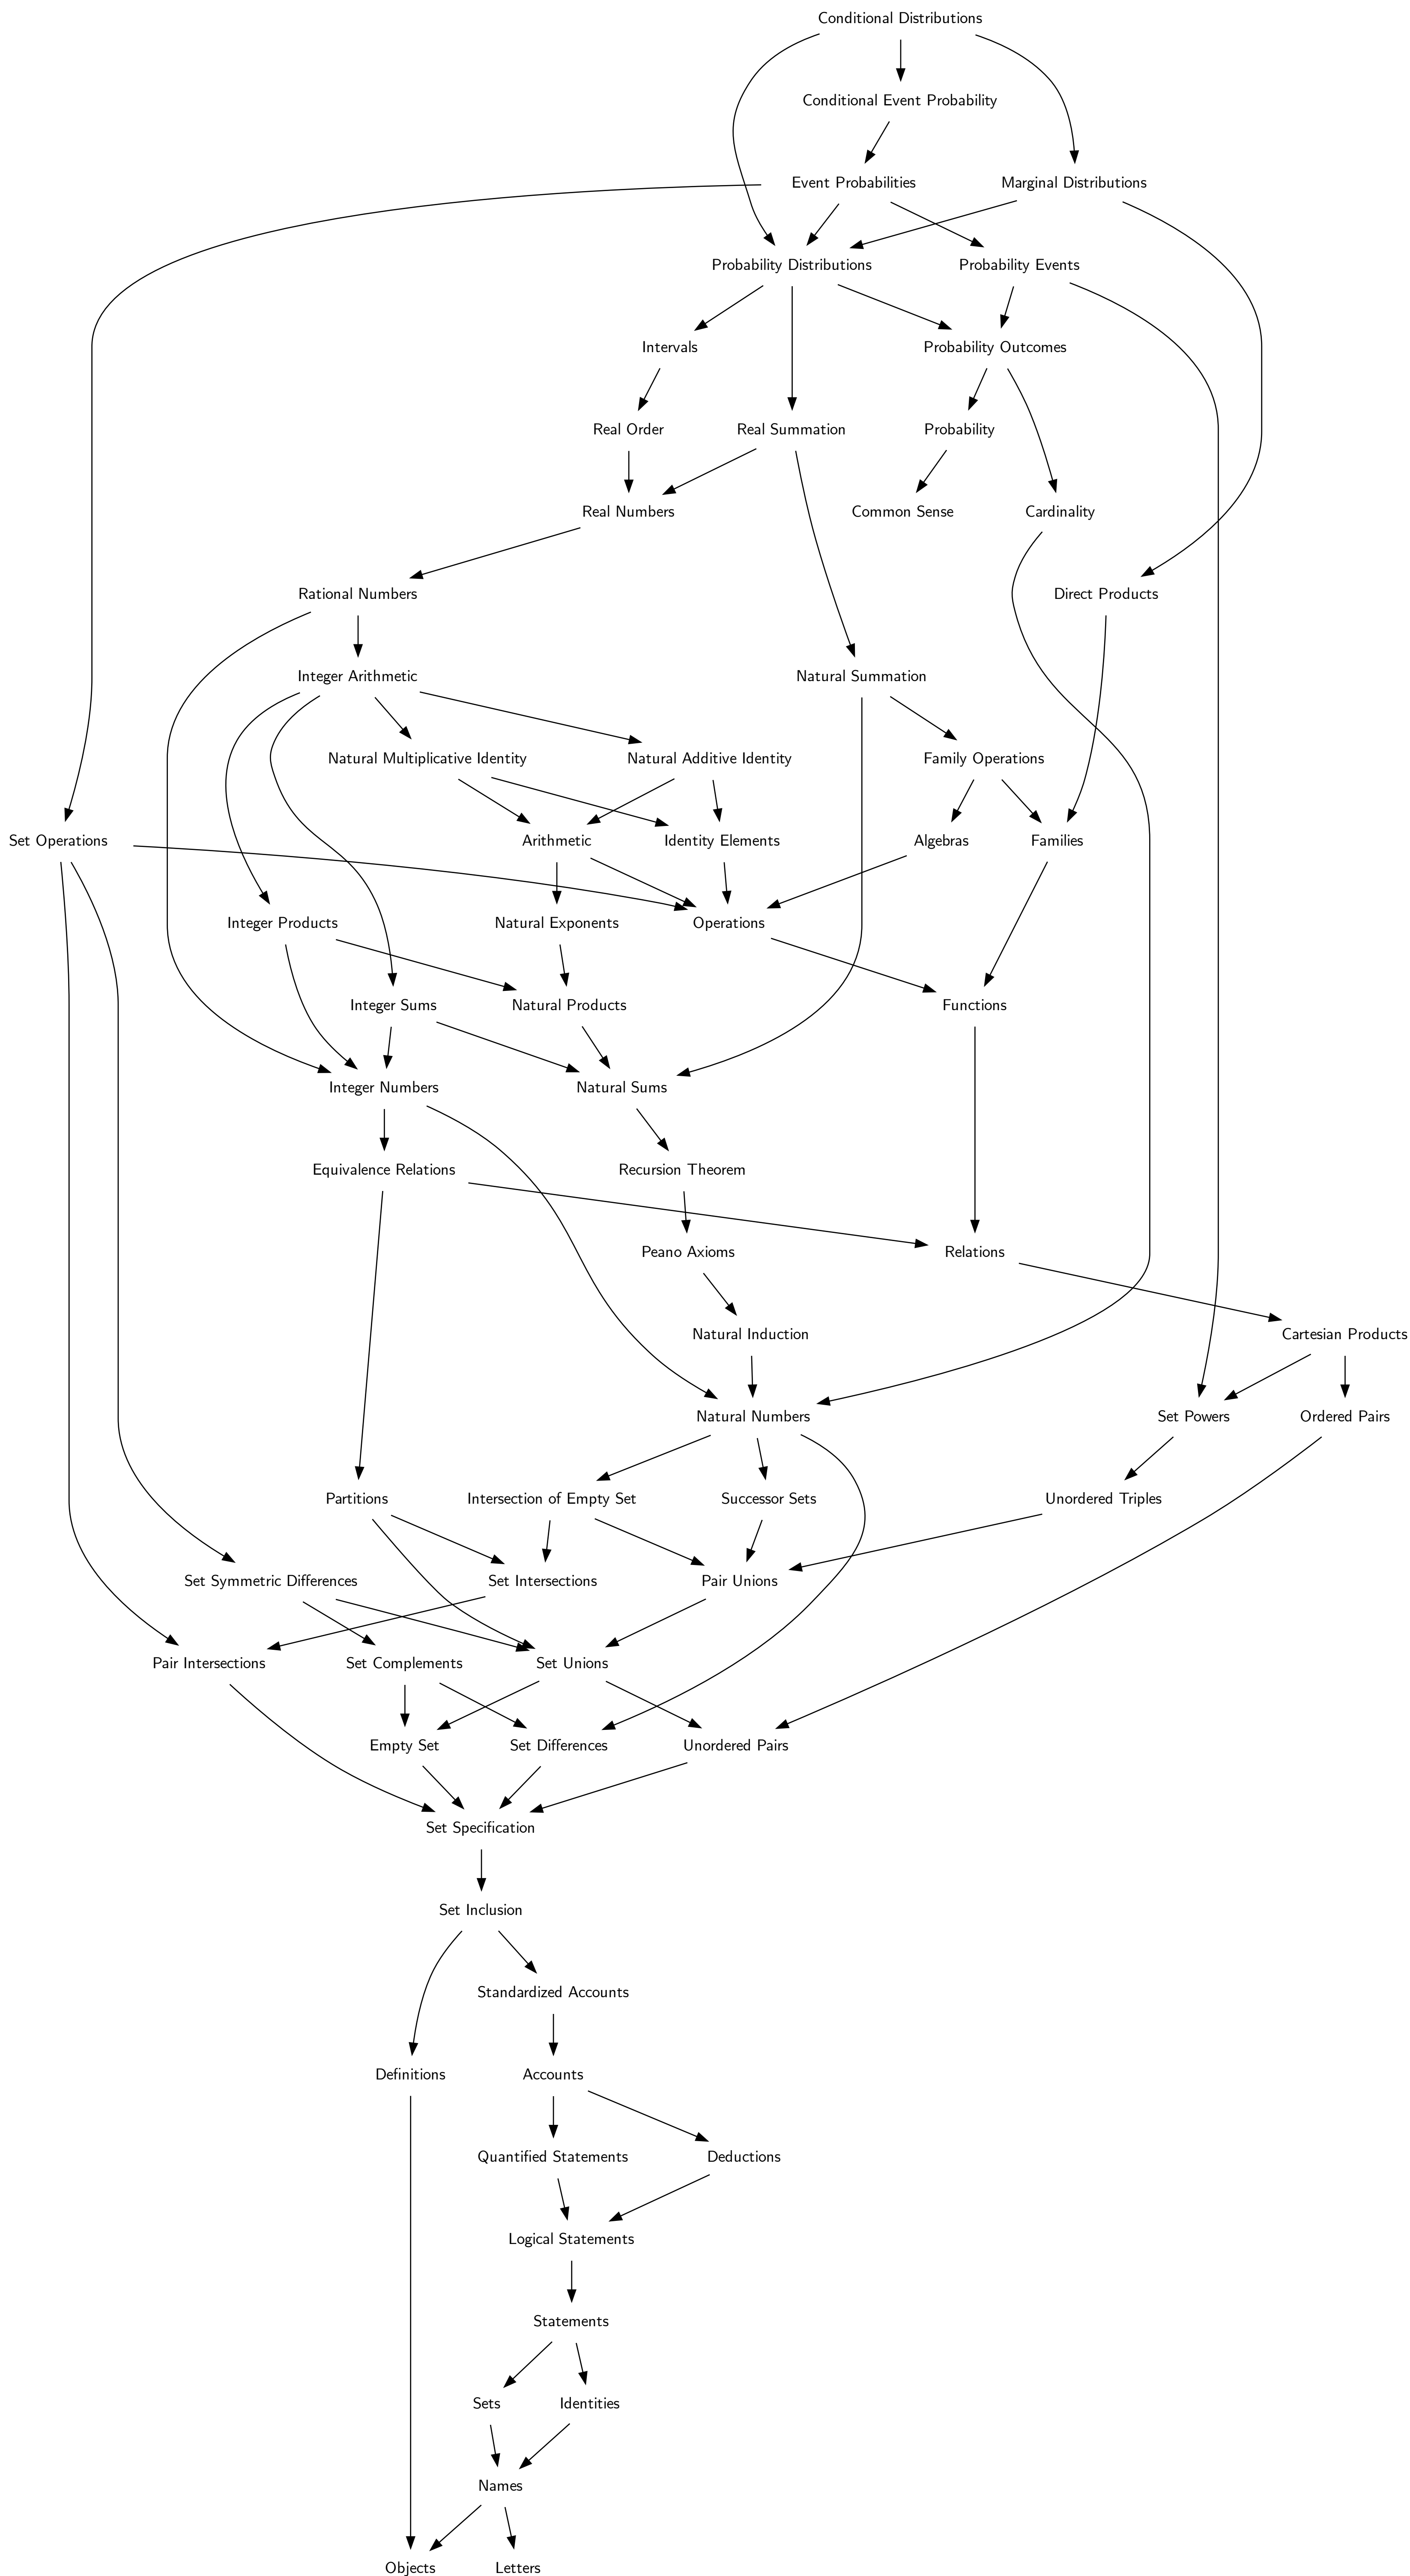 Conditional Distributions
Conditional Event Probability
Event Probabilities
Marginal Distributions
Probability Distributions
Probability Events
Intervals
Probability Outcomes
Real Order
Real Summation
Probability
Real Numbers
Common Sense
Cardinality
Rational Numbers
Direct Products
Integer Arithmetic
Natural Summation
Natural Multiplicative Identity
Natural Additive Identity
Family Operations
Set Operations
Arithmetic
Identity Elements
Algebras
Families
Integer Products
Natural Exponents
Operations
Integer Sums
Natural Products
Functions
Integer Numbers
Natural Sums
Equivalence Relations
Recursion Theorem
Peano Axioms
Relations
Natural Induction
Cartesian Products
Natural Numbers
Set Powers
Ordered Pairs
Partitions
Intersection of Empty Set
Successor Sets
Unordered Triples
Set Symmetric Differences
Set Intersections
Pair Unions
Pair Intersections
Set Complements
Set Unions
Empty Set
Set Differences
Unordered Pairs
Set Specification
Set Inclusion
Standardized Accounts
Definitions
Accounts
Quantified Statements
Deductions
Logical Statements
Statements
Sets
Identities
Names
Objects
Letters